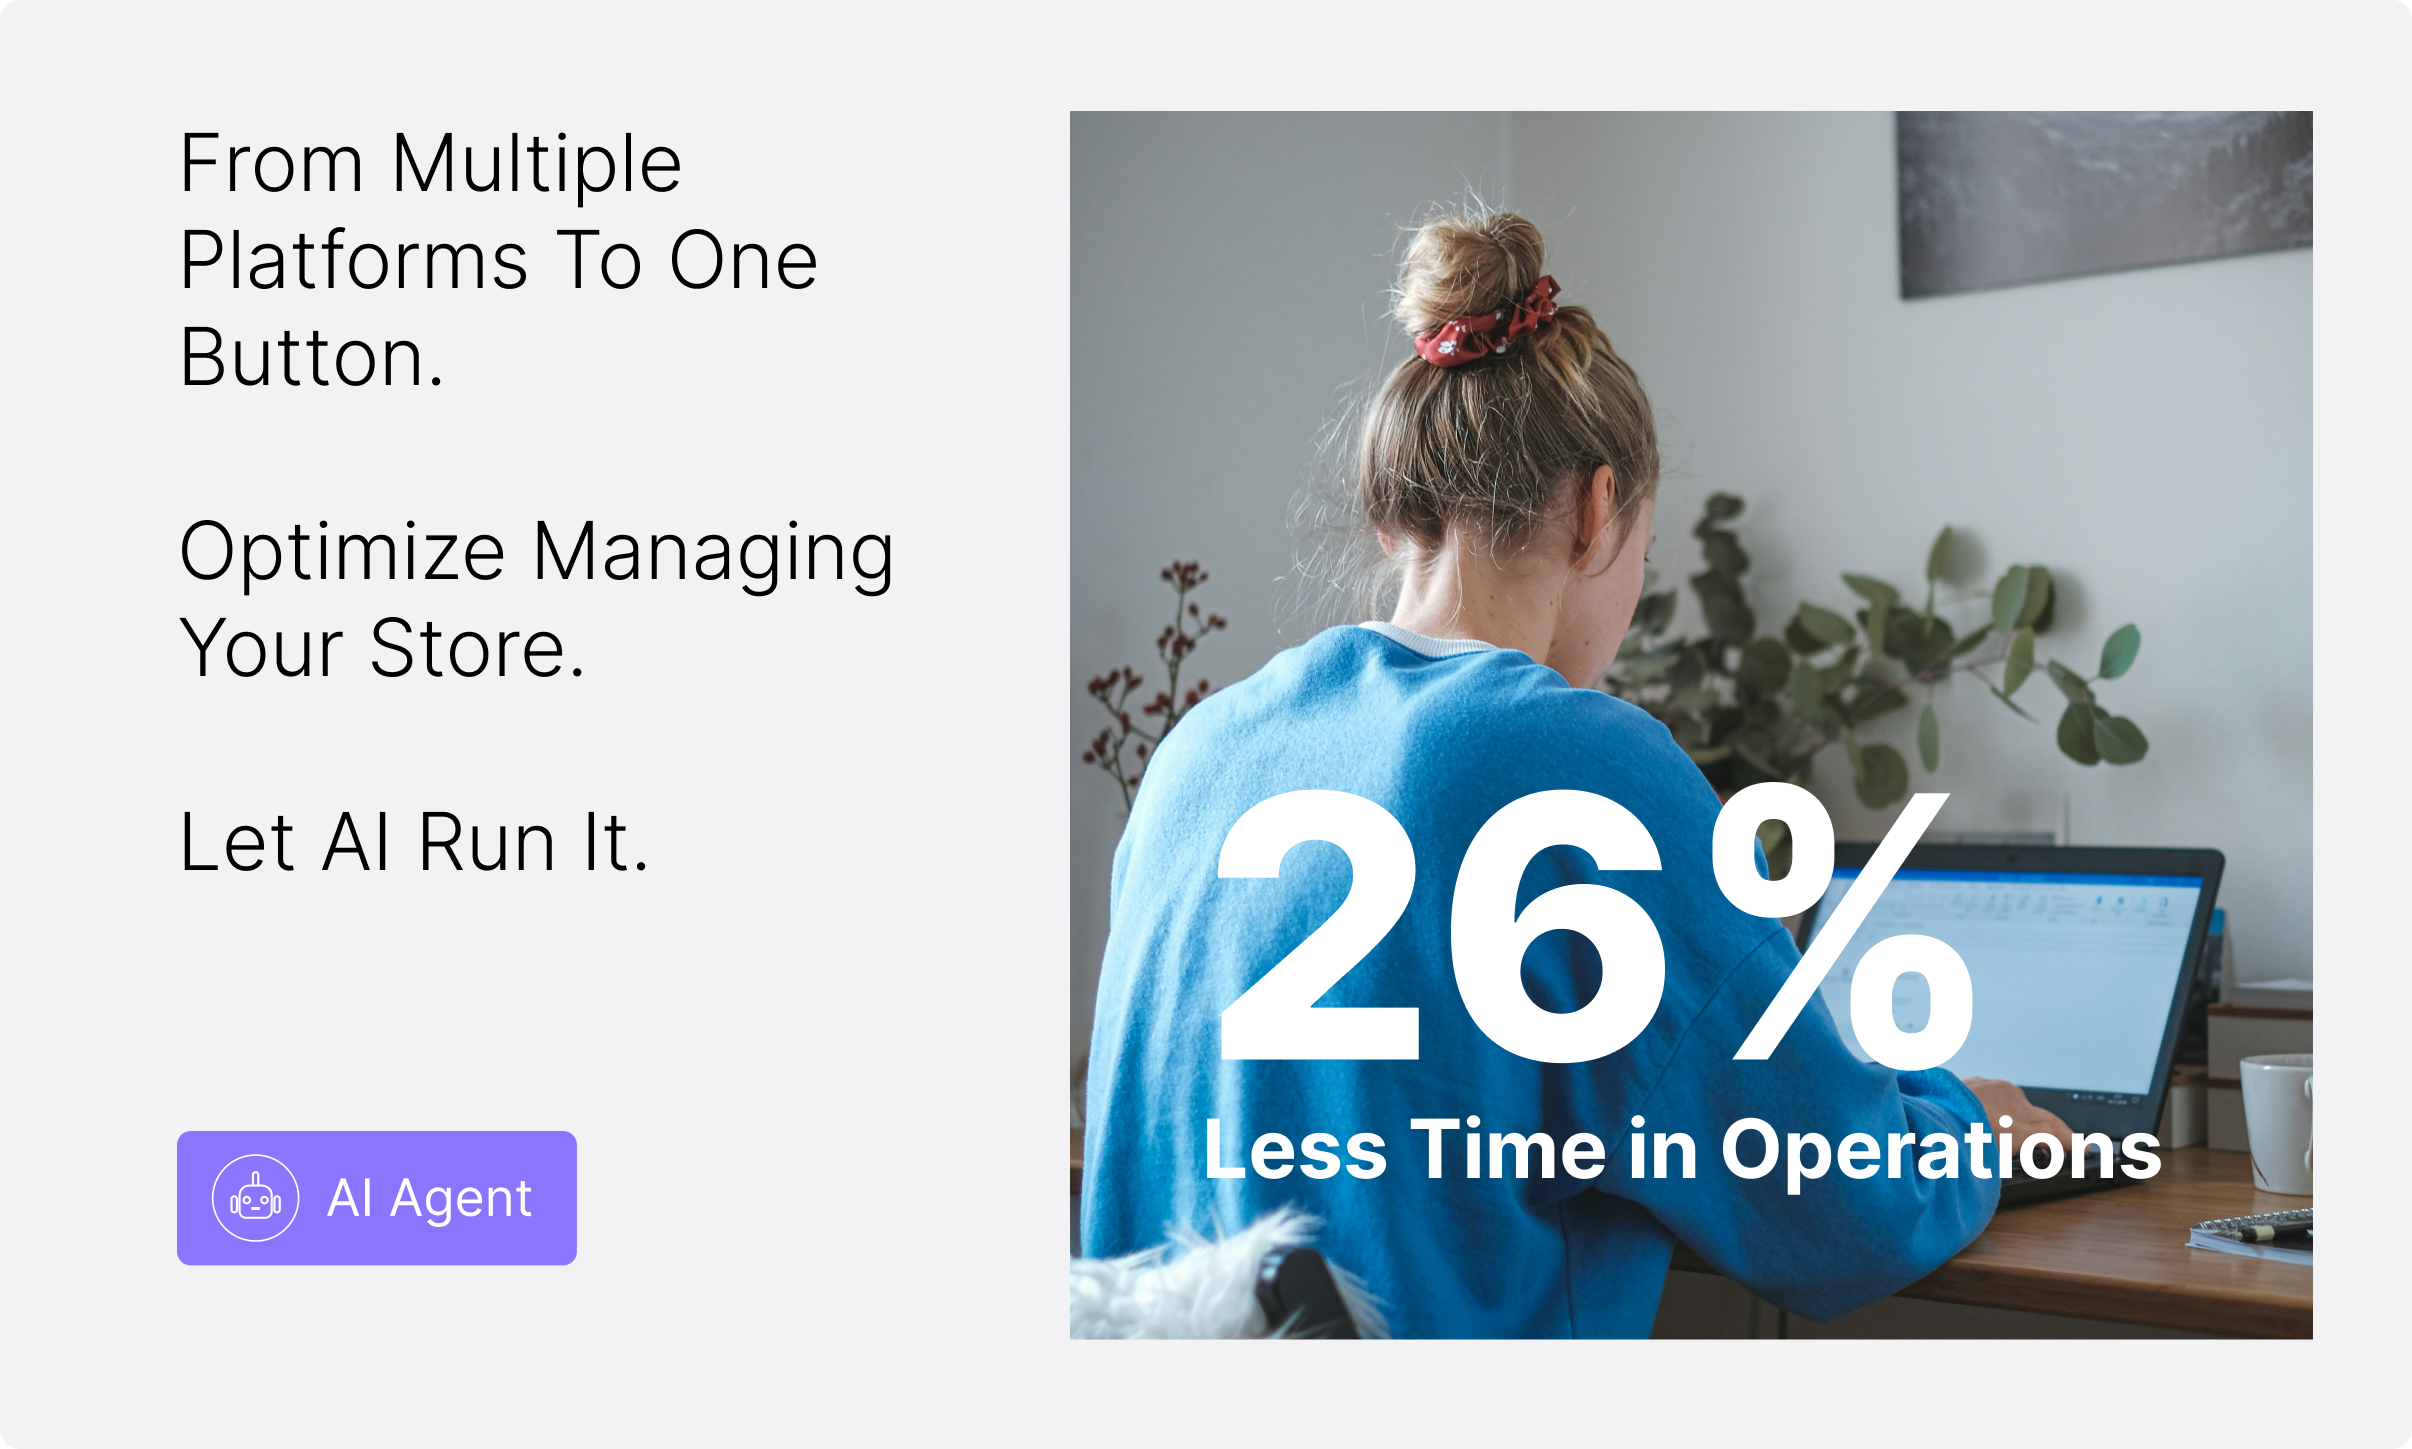 From Multiple
Platforms To One
Button.
Optimize Managing
Your Store.
Let AI Run It.
AI Agent
26%
Less Time in Operations